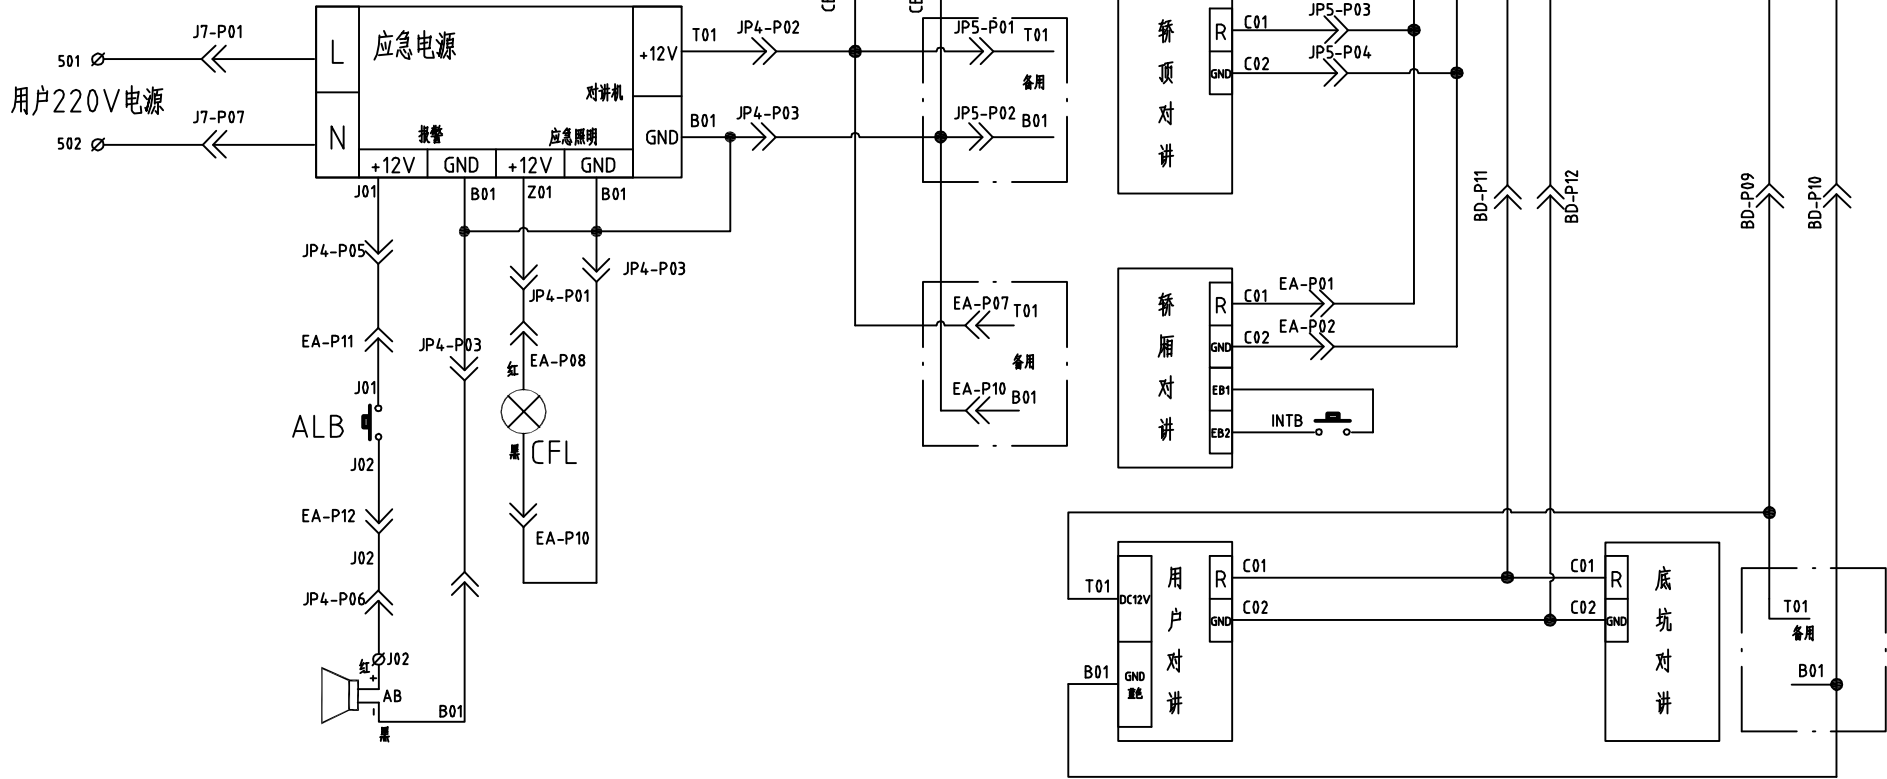 J7-P01
501
用户220V电源
J7-P07
502
L
N
应急电源
对讲机
报警
应急照明
+12V
GND
+12V
GND
+12V
GND
T01
JP4-P02
B01
JP4-P03
J01
B01
Z01
B01
JP4-P05
JP4-P03
JP4-P01
EA-P11
JP4-P03
EA-P08
红
J01
ALB
黑
CFL
J02
EA-P12
EA-P10
J02
JP4-P06
J02
红
+
AB
-
B01
黑
JP5-P01
T01
备用
JP5-P02
B01
EA-P07
T01
备用
EA-P10
B01
轿顶对讲
R
GND
C01
JP5-P03
C02
JP5-P04
轿厢对讲
R
GND
EB1
EB2
C01
EA-P01
C02
EA-P02
INTB
BD-P11
BD-P12
BD-P09
BD-P10
T01
DC12V
B01
GND
蓝色
用户对讲
R
GND
C01
C02
C01
C02
R
GND
底坑对讲
T01
备用
B01